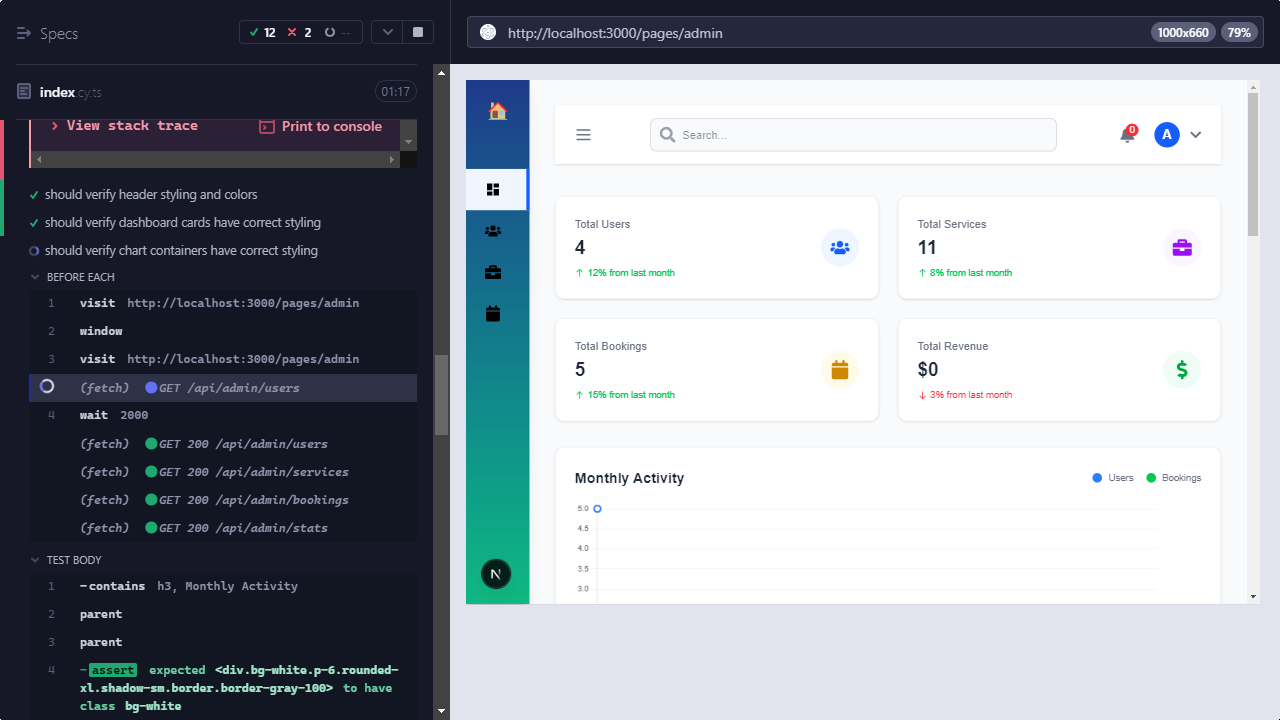 Specs
12
2
--
index.cy.ts
01:17
View stack trace
Print to console
should verify header styling and colors
should verify dashboard cards have correct styling
should verify chart containers have correct styling
BEFORE EACH
1 visit http://localhost:3000/pages/admin
2 window
3 visit http://localhost:3000/pages/admin
(fetch) GET /api/admin/users
4 wait 2000
(fetch) GET 200 /api/admin/users
(fetch) GET 200 /api/admin/services
(fetch) GET 200 /api/admin/bookings
(fetch) GET 200 /api/admin/stats
TEST BODY
1 -contains h3, Monthly Activity
2 parent
3 parent
4 -assert expected <div.bg-white.p-6.rounded-
xl.shadow-sm.border.border-gray-100> to have
class bg-white
http://localhost:3000/pages/admin
1000x660
79%
Search...
0
A
Total Users
4
↑ 12% from last month
Total Services
11
↑ 8% from last month
Total Bookings
5
↑ 15% from last month
Total Revenue
$0
↓ 3% from last month
$
Monthly Activity
Users
Bookings
5.0
4.5
4.0
3.5
3.0
N